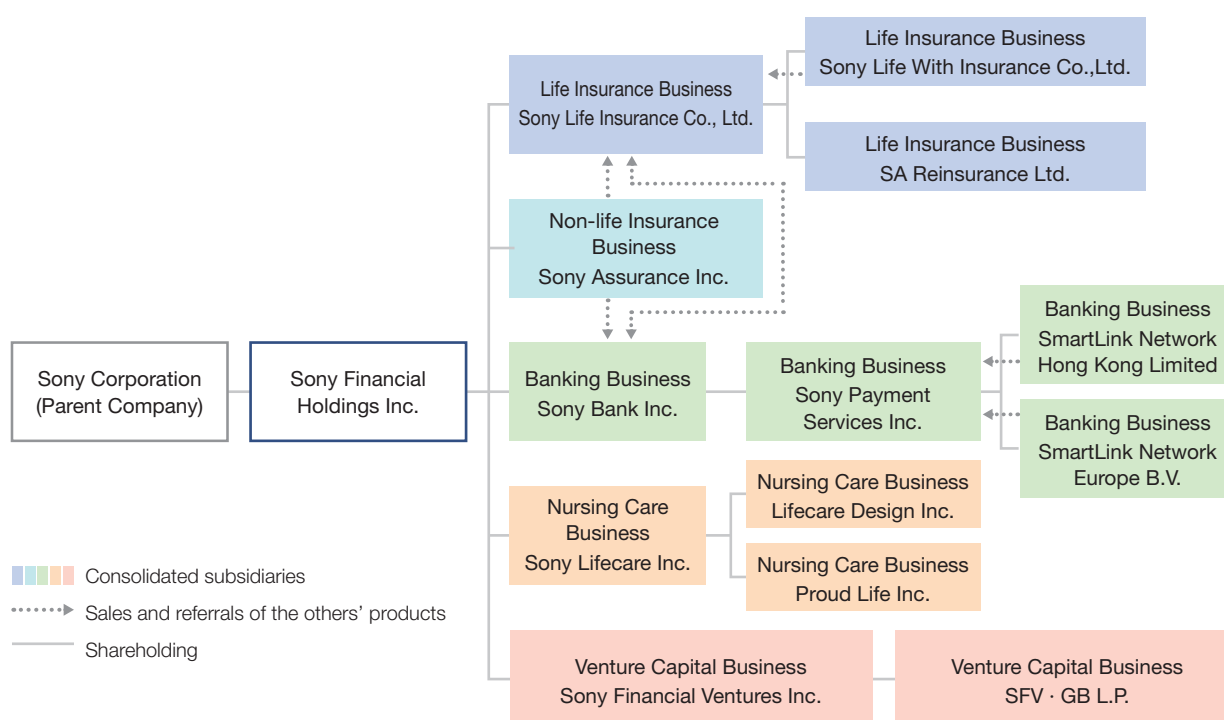 Sony Corporation
(Parent Company)
Sony Financial
Holdings Inc.
Life Insurance Business
Sony Life Insurance Co., Ltd.
Life Insurance Business
Sony Life With Insurance Co.,Ltd.
Life Insurance Business
SA Reinsurance Ltd.
Non-life Insurance
Business
Sony Assurance Inc.
Banking Business
Sony Bank Inc.
Banking Business
Sony Payment
Services Inc.
Banking Business
SmartLink Network
Hong Kong Limited
Banking Business
SmartLink Network
Europe B.V.
Nursing Care
Business
Sony Lifecare Inc.
Nursing Care Business
Lifecare Design Inc.
Nursing Care Business
Proud Life Inc.
Venture Capital Business
Sony Financial Ventures Inc.
Venture Capital Business
SFV · GB L.P.
Consolidated subsidiaries
Sales and referrals of the others’ products
Shareholding